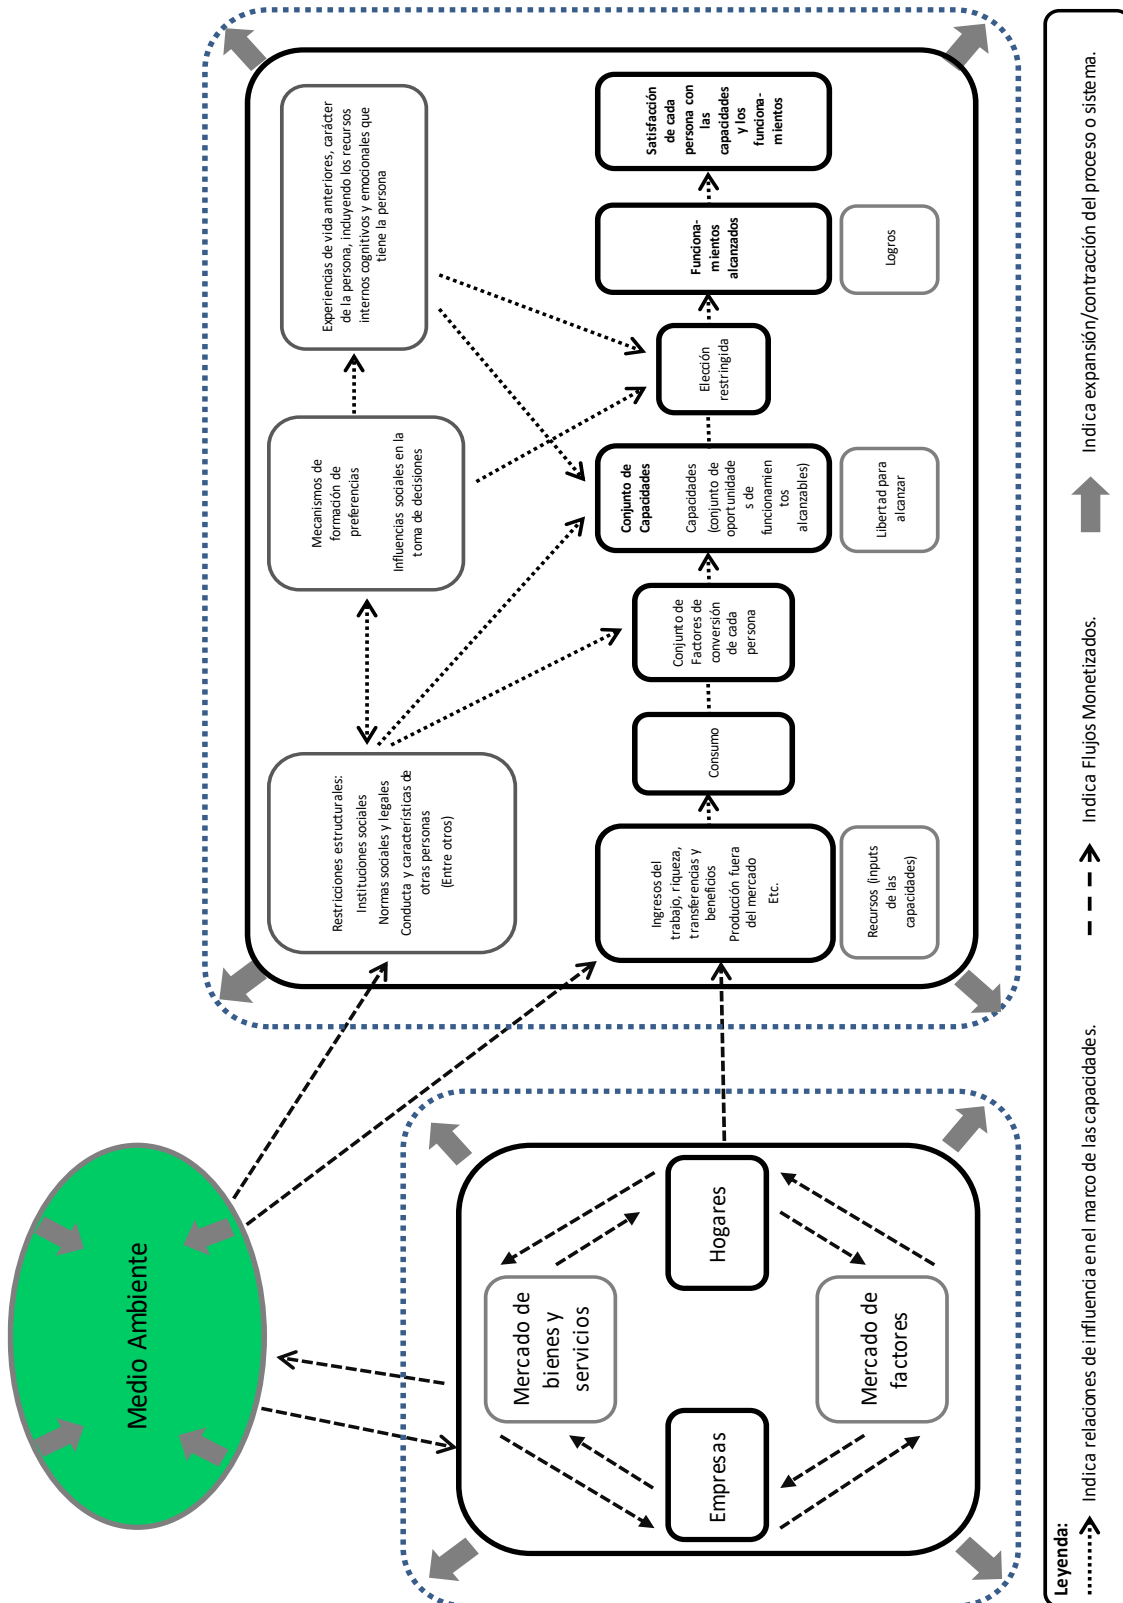 Medio Ambiente
Mercado de
bienes y
servicios
Empresas
Hogares
Mercado de
factores
Restricciones estructurales:
Instituciones sociales
Normas sociales y legales
Conducta y características de
otras personas
(Entre otros)
Mecanismos de
formación de
preferencias
Influencias sociales en la
toma de decisiones
Experiencias de vida anteriores, carácter
de la persona, incluyendo los recursos
internos cognitivos y emocionales que
tiene la persona
Ingresos del
trabajo, riqueza,
transferencias y
beneficios
Producción fuera
del mercado
Etc.
Consumo
Conjunto de
Factores de
conversión
de cada
persona
Conjunto de
Capacidades
Capacidades
(conjunto de
oportunidade
s de
funcionamien
tos
alcanzables)
Elección
restringida
Funciona-
mientos
alcanzados
Satisfacción
de cada
persona con
las
capacidades
y los
funciona-
mientos
Recursos (inputs
de las
capacidades)
Libertad para
alcanzar
Logros
Leyenda:
Indica relaciones de influencia en el marco de las capacidades.
Indica Flujos Monetizados.
Indica expansión/contracción del proceso o sistema.